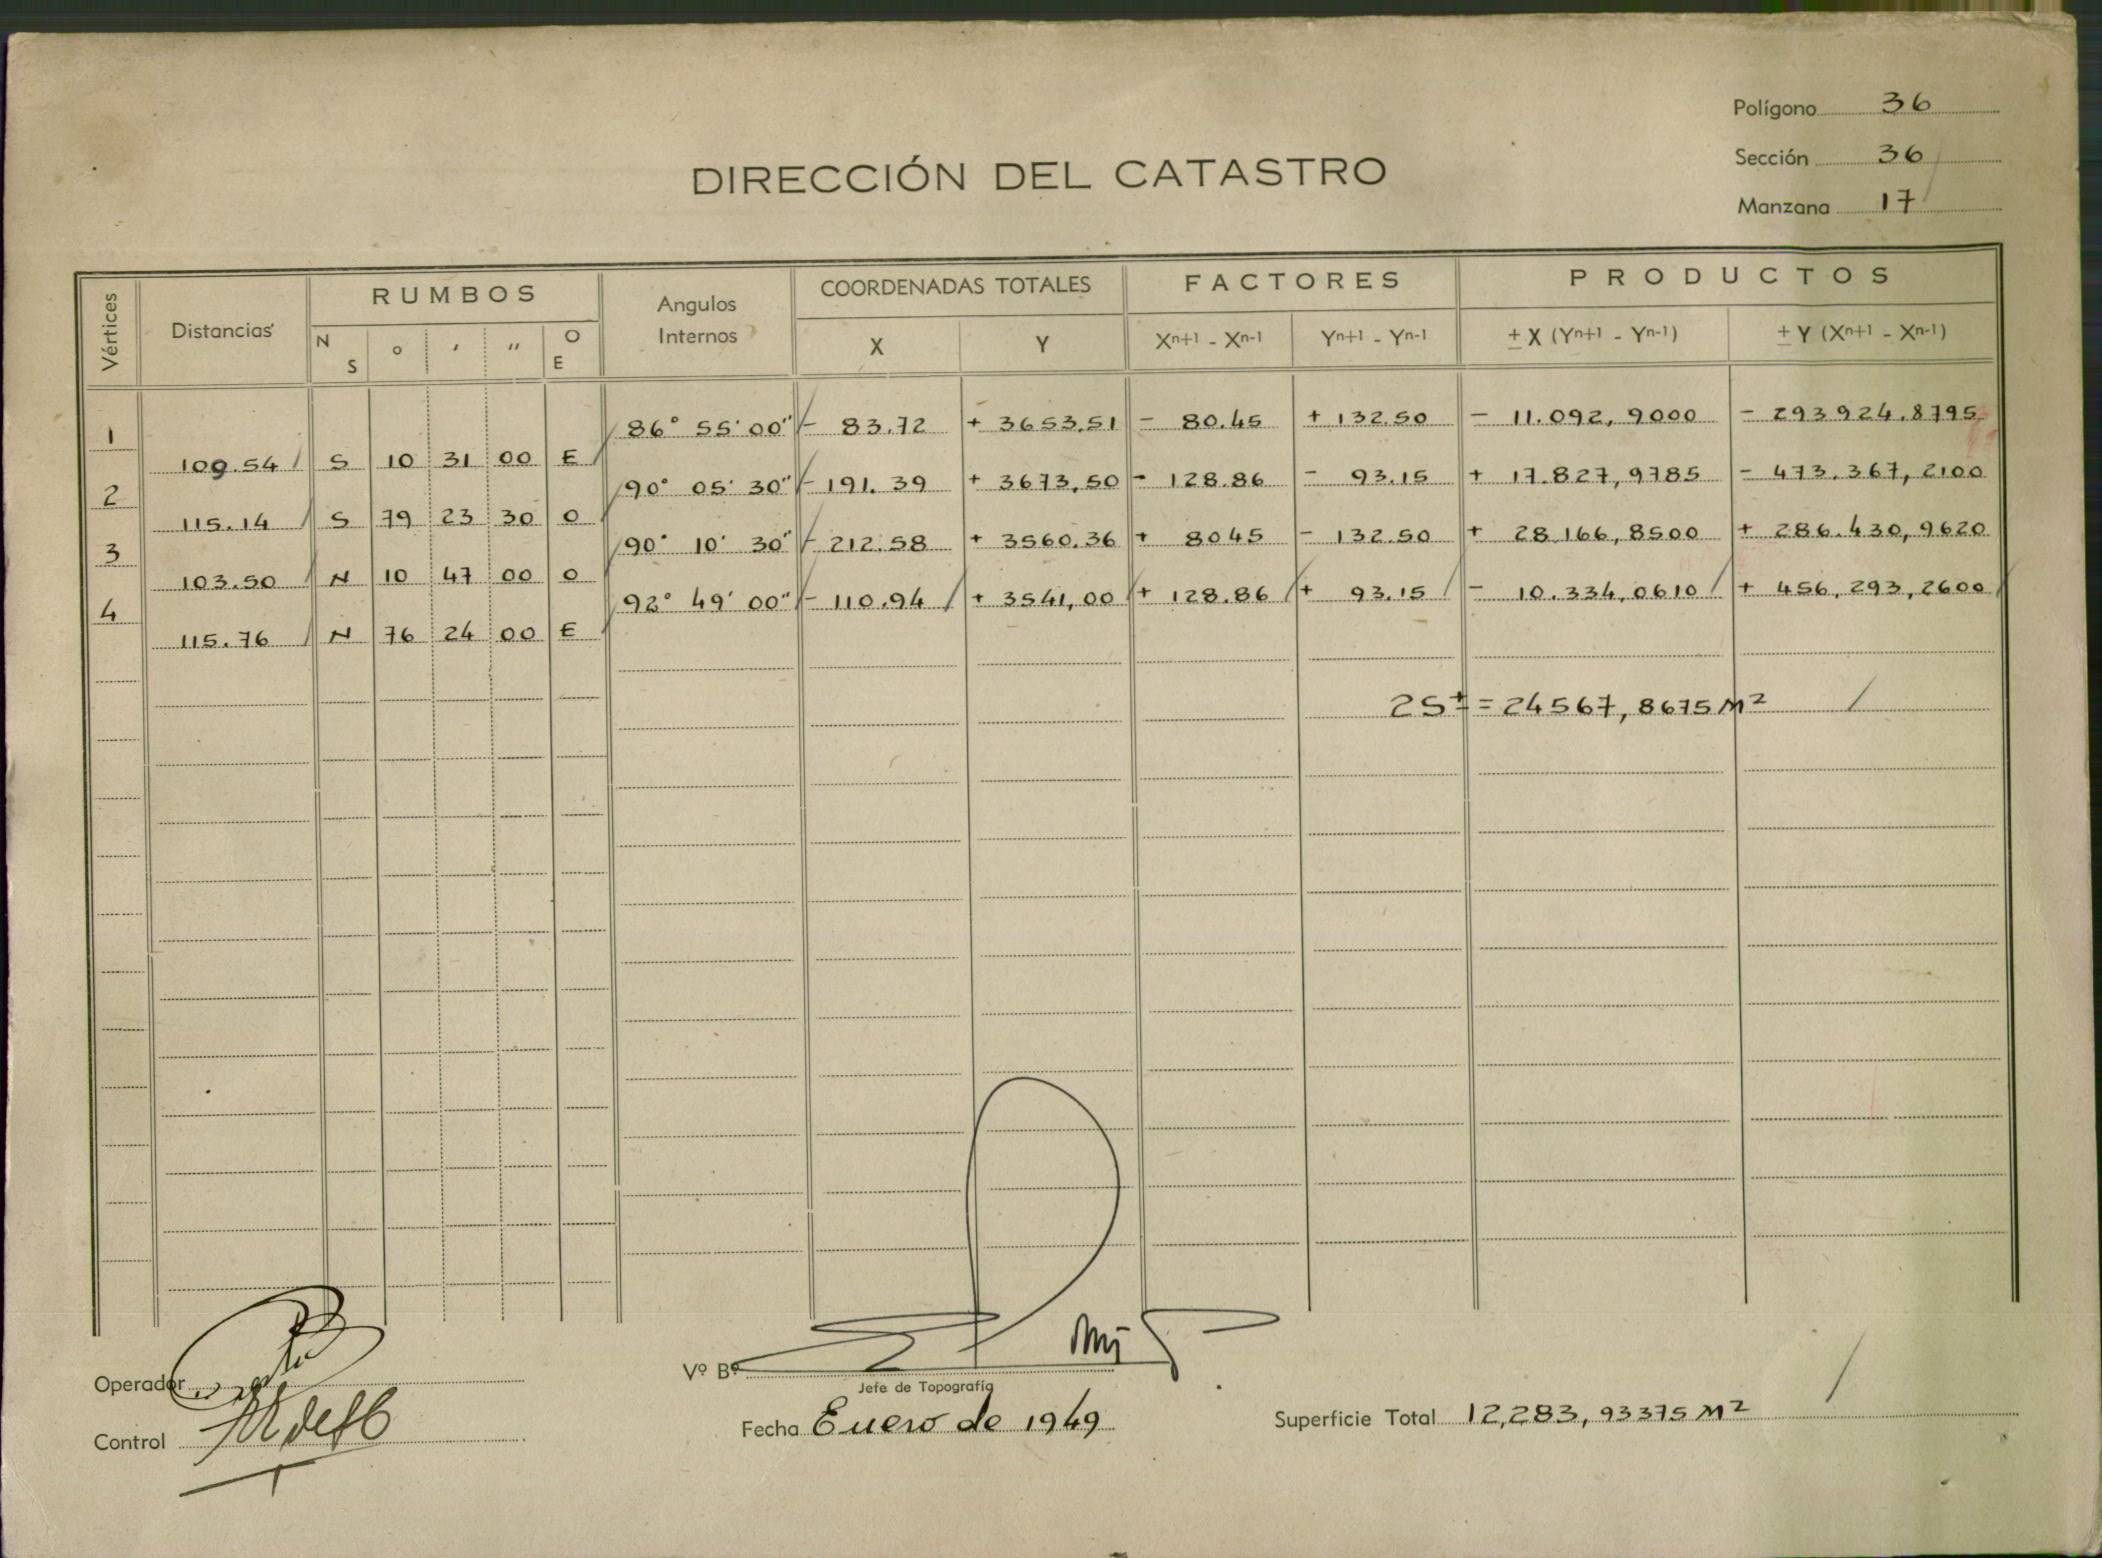 Polígono 36
Sección 36
DIRECCIÓN DEL CATASTRO
Manzana 17
Vértices Distancias RUMBOS Angulos Internos COORDENADAS TOTALES FACTORES PRODUCTOS
N S ° ' " O E X Y Xn+1 - Xn-1 Yn+1 - Yn-1 ± X (Yn+1 - Yn-1) ± Y (Xn+1 - Xn-1)
1 86° 55' 00" - 83.72 + 3653,51 - 80.45 + 132.50 - 11.092, 9000 - 293924.8795
109.54 S 10 31 00 E
2 90° 05' 30" - 191.39 + 3673,50 - 128.86 - 93.15 + 17.827, 9785 - 473.367, 2100
115.14 S 79 23 30 O
3 90° 10' 30" - 212.58 + 3560.36 + 8045 - 132.50 + 28.166, 8500 + 286.430, 9620
103.50 N 10 47 00 O
4 92° 49' 00" - 110.94 + 3541,00 + 128.86 + 93.15 - 10.334,0610 + 456,293,2600
115.76 N 76 24 00 E
2S± = 24567, 8675 M²
Operador
Vº Bº
Jefe de Topografía
Control
Fecha Enero de 1949
Superficie Total 12,283, 93375 M²